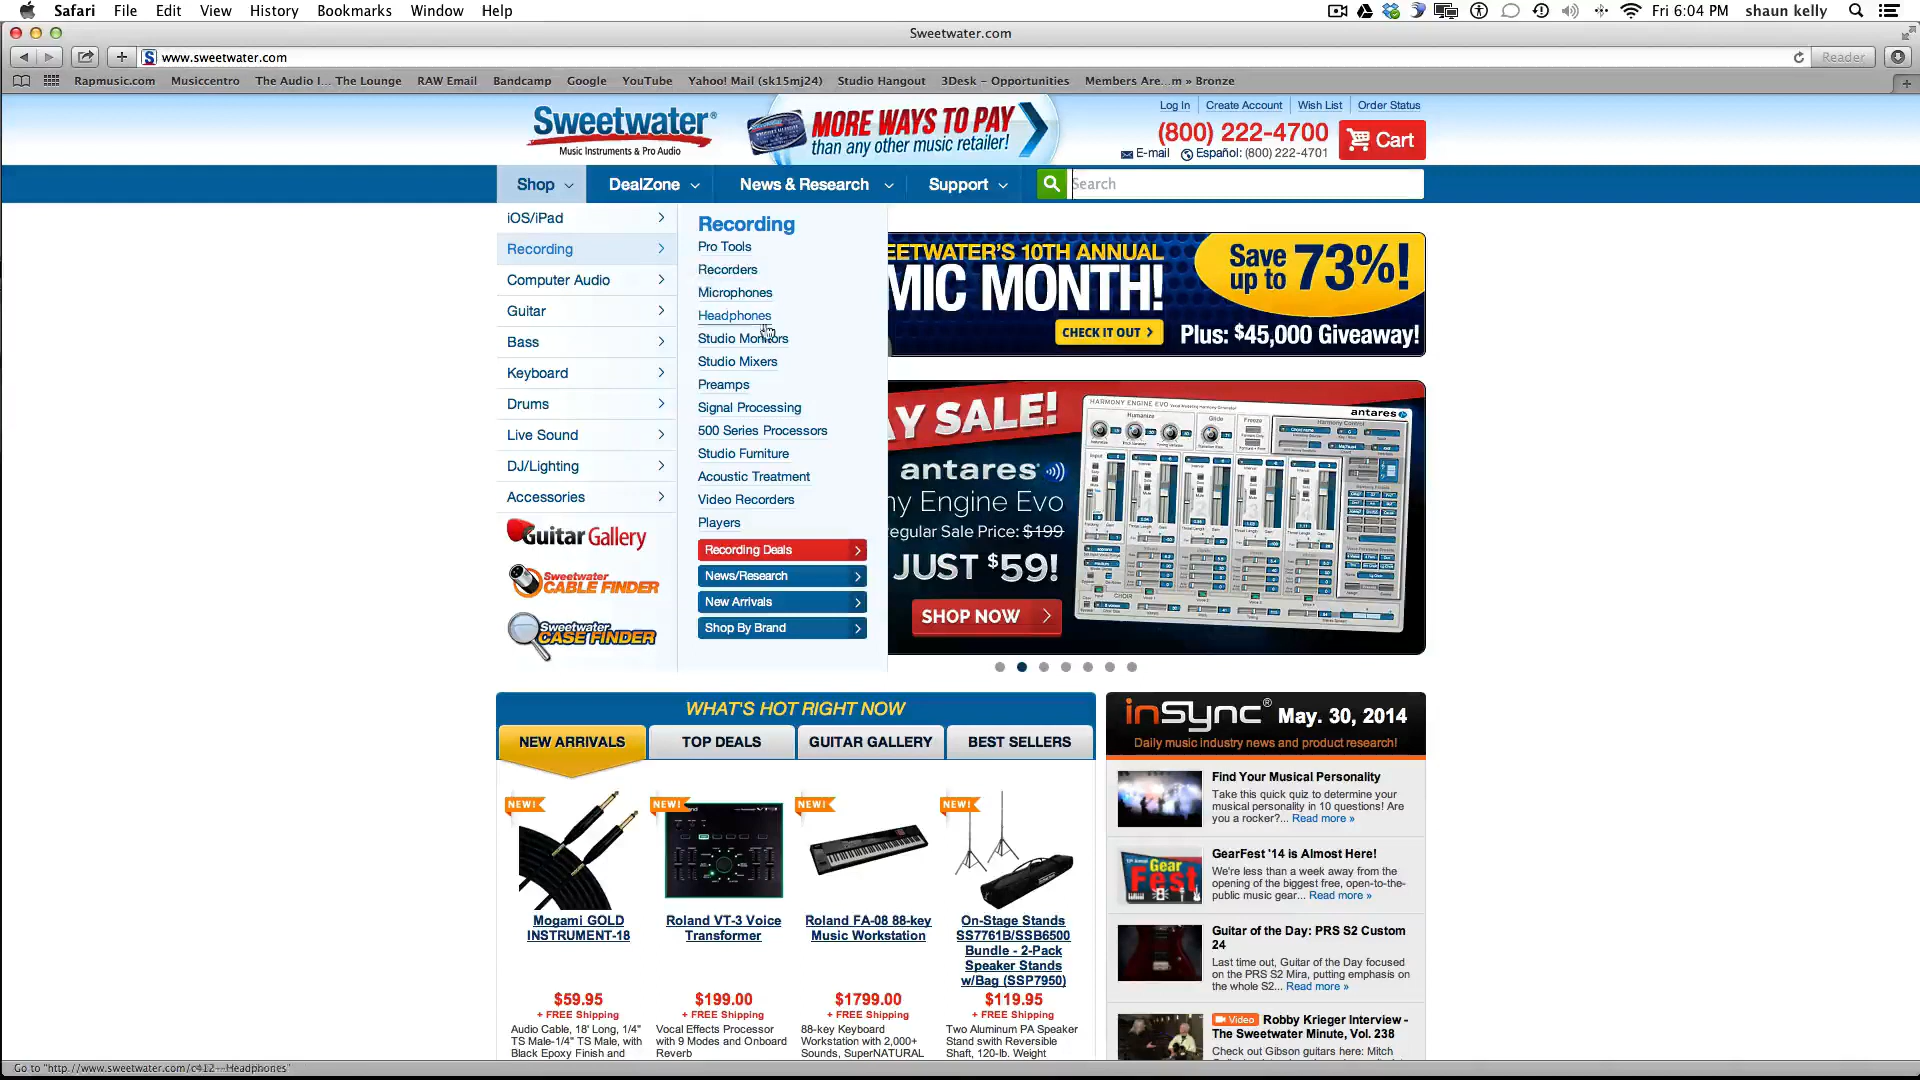 Safari File Edit View History Bookmarks Window Help
Fri 6:04 PM shaun kelly
Sweetwater.com
www.sweetwater.com
Reader
Rapmusic.com Musiccentro The Audio I... The Lounge RAW Email Bandcamp Google YouTube Yahoo! Mail (sk15mj24) Studio Hangout 3Desk – Opportunities Members Are...m » Bronze
Sweetwater®
Music Instruments & Pro Audio
MORE WAYS TO PAY
than any other music retailer!
Log In Create Account Wish List Order Status
(800) 222-4700
E-mail Español: (800) 222-4701
Cart
Shop DealZone News & Research Support Search
iOS/iPad
Recording
Computer Audio
Guitar
Bass
Keyboard
Drums
Live Sound
DJ/Lighting
Accessories
Guitar Gallery
Sweetwater
CABLE FINDER
Sweetwater
CASE FINDER
Recording
Pro Tools
Recorders
Microphones
Headphones
Studio Monitors
Studio Mixers
Preamps
Signal Processing
500 Series Processors
Studio Furniture
Acoustic Treatment
Video Recorders
Players
Recording Deals
News/Research
New Arrivals
Shop By Brand
EETWATER'S 10TH ANNUAL
MIC MONTH!
CHECK IT OUT
Save
up to 73%!
Plus: $45,000 Giveaway!
AY SALE!
antares
ny Engine Evo
egular Sale Price: $199
JUST $59!
SHOP NOW
HARMONY ENGINE EVO
antares
WHAT'S HOT RIGHT NOW
NEW ARRIVALS TOP DEALS GUITAR GALLERY BEST SELLERS
NEW! NEW! NEW! NEW!
Mogami GOLD
INSTRUMENT-18
$59.95
+ FREE Shipping
Audio Cable, 18' Long, 1/4"
TS Male-1/4" TS Male, with
Black Epoxy Finish and
Roland VT-3 Voice
Transformer
$199.00
+ FREE Shipping
Vocal Effects Processor
with 9 Modes and Onboard
Reverb
Roland FA-08 88-key
Music Workstation
$1799.00
+ FREE Shipping
88-key Keyboard
Workstation with 2,000+
Sounds, SuperNATURAL
On-Stage Stands
SS7761B/SSB6500
Bundle - 2-Pack
Speaker Stands
w/Bag (SSP7950)
$119.95
+ FREE Shipping
Two Aluminum PA Speaker
Stand swith Reversible
Shaft, 120-lb. Weight
inSync® May. 30, 2014
Daily music industry news and product research!
Find Your Musical Personality
Take this quick quiz to determine your
musical personality in 10 questions! Are
you a rocker?... Read more »
Gear
Fest
GearFest '14 is Almost Here!
We're less than a week away from the
opening of the biggest free, open-to-the-
public music gear... Read more »
Guitar of the Day: PRS S2 Custom
24
Last time out, Guitar of the Day focused
on the PRS S2 Mira, putting emphasis on
the whole S2... Read more »
Video Robby Krieger Interview -
The Sweetwater Minute, Vol. 238
Check out Gibson guitars here: Mitch
Go to "http://www.sweetwater.com/c412--Headphones"